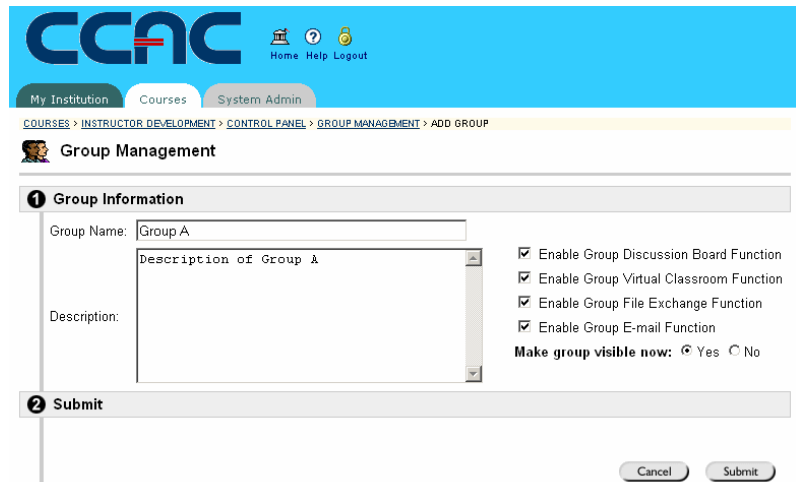 CCAC
Home Help Logout
My Institution Courses System Admin
COURSES > INSTRUCTOR DEVELOPMENT > CONTROL PANEL > GROUP MANAGEMENT > ADD GROUP
Group Management
1 Group Information
Group Name: Group A
Description of Group A
Description:
Enable Group Discussion Board Function
Enable Group Virtual Classroom Function
Enable Group File Exchange Function
Enable Group E-mail Function
Make group visible now: Yes No
2 Submit
Cancel Submit